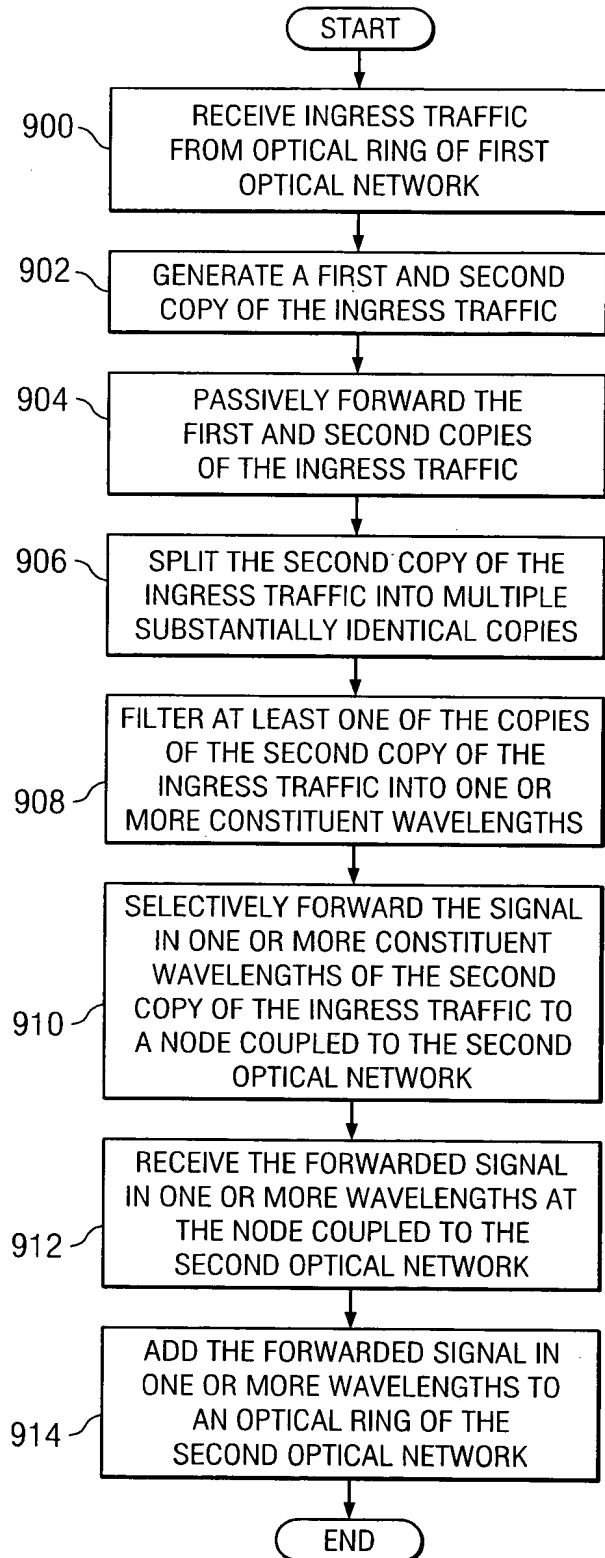 START
900
RECEIVE INGRESS TRAFFIC
FROM OPTICAL RING OF FIRST
OPTICAL NETWORK
902
GENERATE A FIRST AND SECOND
COPY OF THE INGRESS TRAFFIC
904
PASSIVELY FORWARD THE
FIRST AND SECOND COPIES
OF THE INGRESS TRAFFIC
906
SPLIT THE SECOND COPY OF THE
INGRESS TRAFFIC INTO MULTIPLE
SUBSTANTIALLY IDENTICAL COPIES
908
FILTER AT LEAST ONE OF THE COPIES
OF THE SECOND COPY OF THE
INGRESS TRAFFIC INTO ONE OR
MORE CONSTITUENT WAVELENGTHS
910
SELECTIVELY FORWARD THE SIGNAL
IN ONE OR MORE CONSTITUENT
WAVELENGTHS OF THE SECOND
COPY OF THE INGRESS TRAFFIC TO
A NODE COUPLED TO THE SECOND
OPTICAL NETWORK
912
RECEIVE THE FORWARDED SIGNAL
IN ONE OR MORE WAVELENGTHS AT
THE NODE COUPLED TO THE
SECOND OPTICAL NETWORK
914
ADD THE FORWARDED SIGNAL IN
ONE OR MORE WAVELENGTHS TO
AN OPTICAL RING OF THE
SECOND OPTICAL NETWORK
END